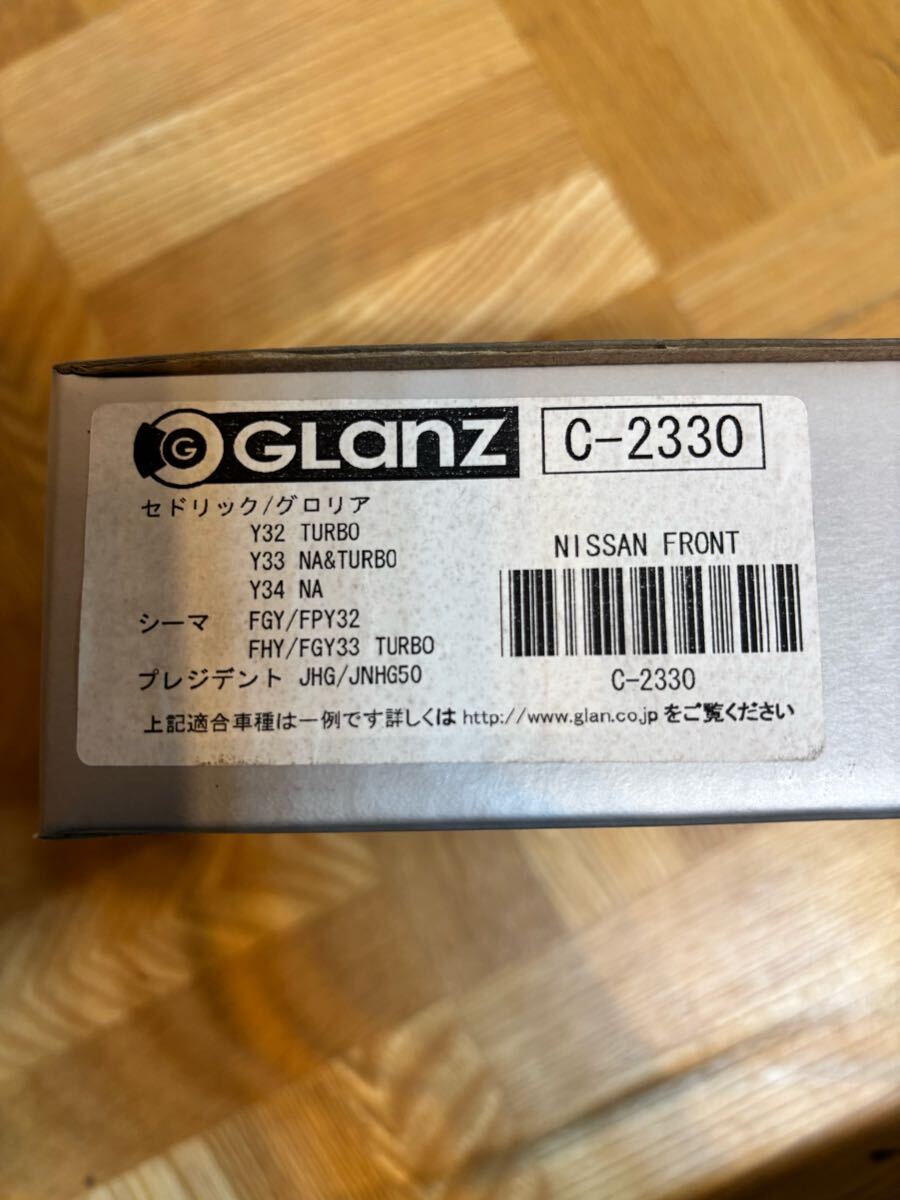 G GLanz C-2330
セドリック/グロリア
Y32 TURBO
Y33 NA&TURBO
Y34 NA
シーマ FGY/FPY32
FHY/FGY33 TURBO
プレジデント JHG/JNHG50
NISSAN FRONT
C-2330
上記適合車種は一例です詳しくは http://www.glan.co.jp をご覧ください